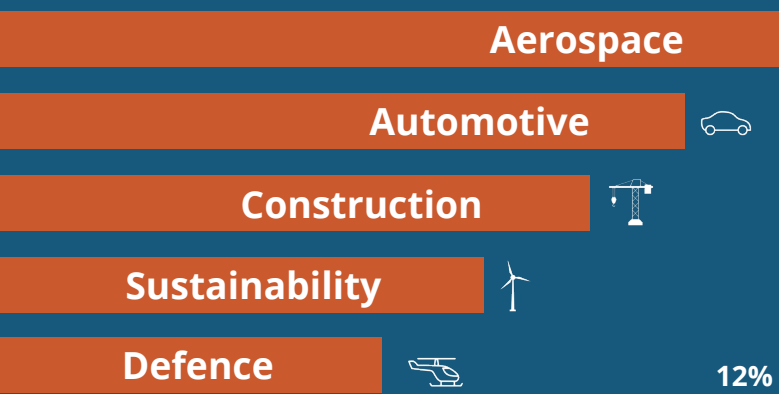 Aerospace
Automotive
Construction
Sustainability
Defence
12%